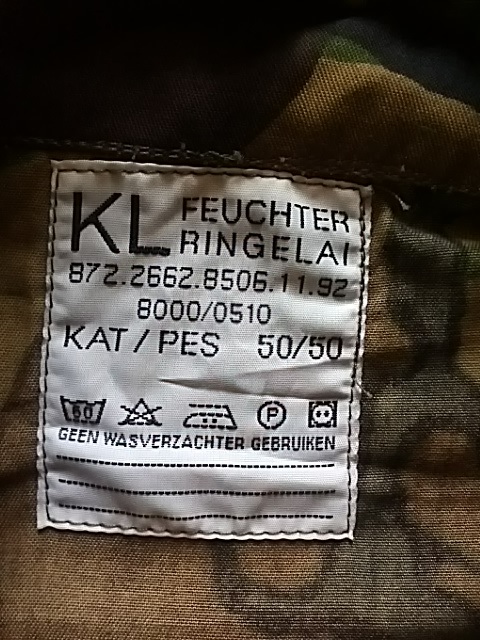 KL FEUCHTER
RINGELAI
872.2662.8506.11.92
8000/0510
KAT / PES 50/50
60 P
GEEN WASVERZACHTER GEBRUIKEN